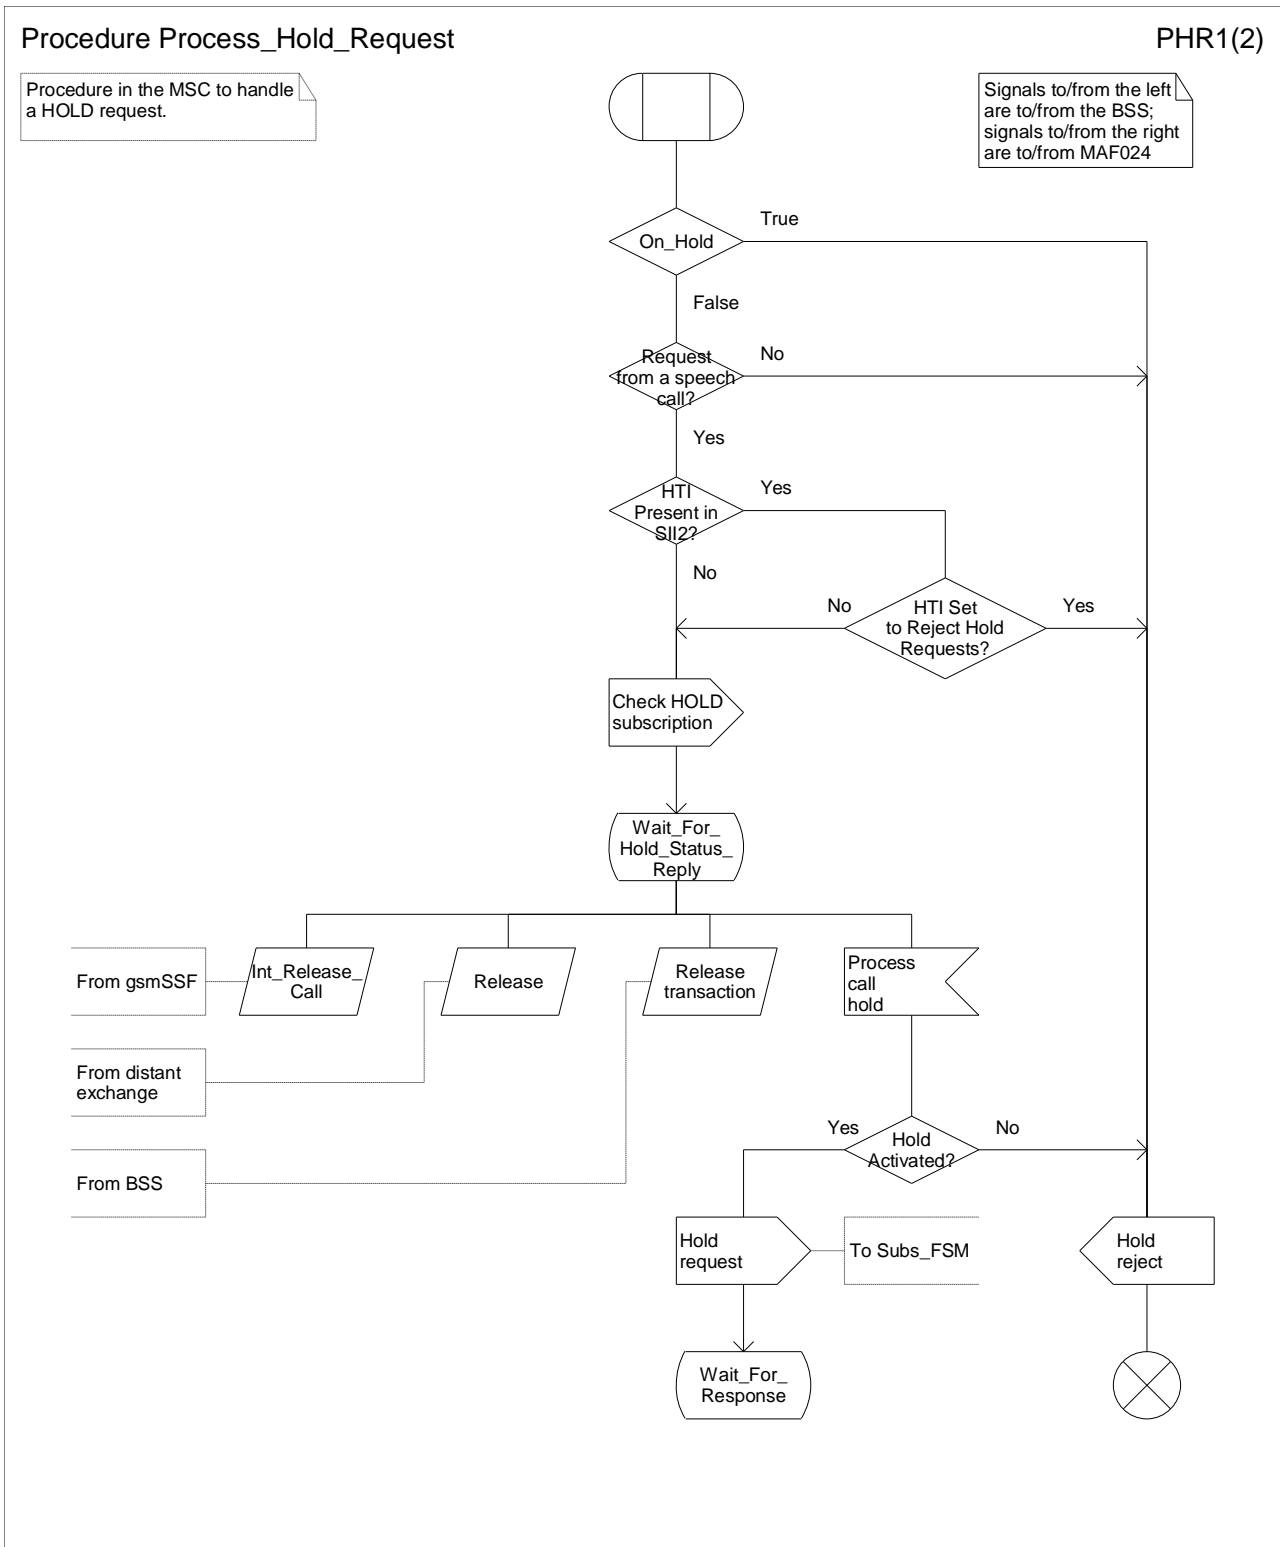 Procedure Process_Hold_Request
PHR1(2)
Procedure in the MSC to handle
a HOLD request.
Signals to/from the left
are to/from the BSS;
signals to/from the right
are to/from MAF024
True
On_Hold
False
Request
from a speech
call?
No
Yes
HTI
Present in
SII2?
Yes
No
No
HTI Set
to Reject Hold
Requests?
Yes
Check HOLD
subscription
Wait_For_
Hold_Status_
Reply
From gsmSSF
Int_Release_
Call
Release
Release
transaction
Process
call
hold
From distant
exchange
Yes
Hold
Activated?
No
From BSS
Hold
request
To Subs_FSM
Hold
reject
Wait_For_
Response